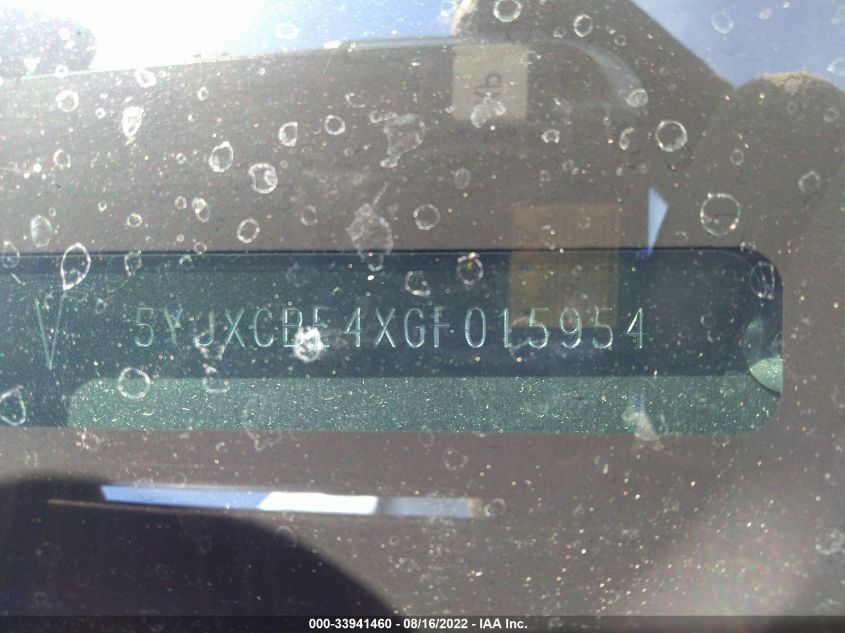 V 5YJXCBE4XGF015954
000-33941460 - 08/16/2022 - IAA Inc.